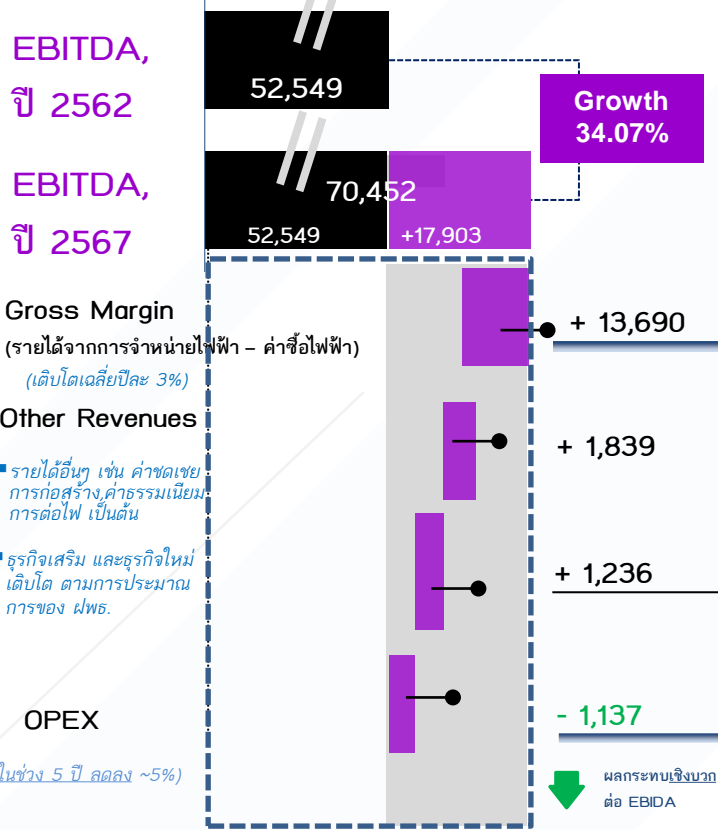 EBITDA,
ปี 2562
52,549
Growth
34.07%
EBITDA,
ปี 2567
70,452
52,549
+17,903
Gross Margin
(รายได้จากการจำหน่ายไฟฟ้า – ค่าซื้อไฟฟ้า)
(เติบโตเฉลี่ยปีละ 3%)
+ 13,690
Other Revenues
+ 1,839
รายได้อื่นๆ เช่น ค่าชดเชย
การก่อสร้าง,ค่าธรรมเนียม
การต่อไฟ เป็นต้น
ธุรกิจเสริม และธุรกิจใหม่
เติบโต ตามการประมาณ
การของ ฝพธ.
+ 1,236
OPEX
- 1,137
ในช่วง 5 ปี ลดลง ~5%)
ผลกระทบเชิงบวก
ต่อ EBIDA